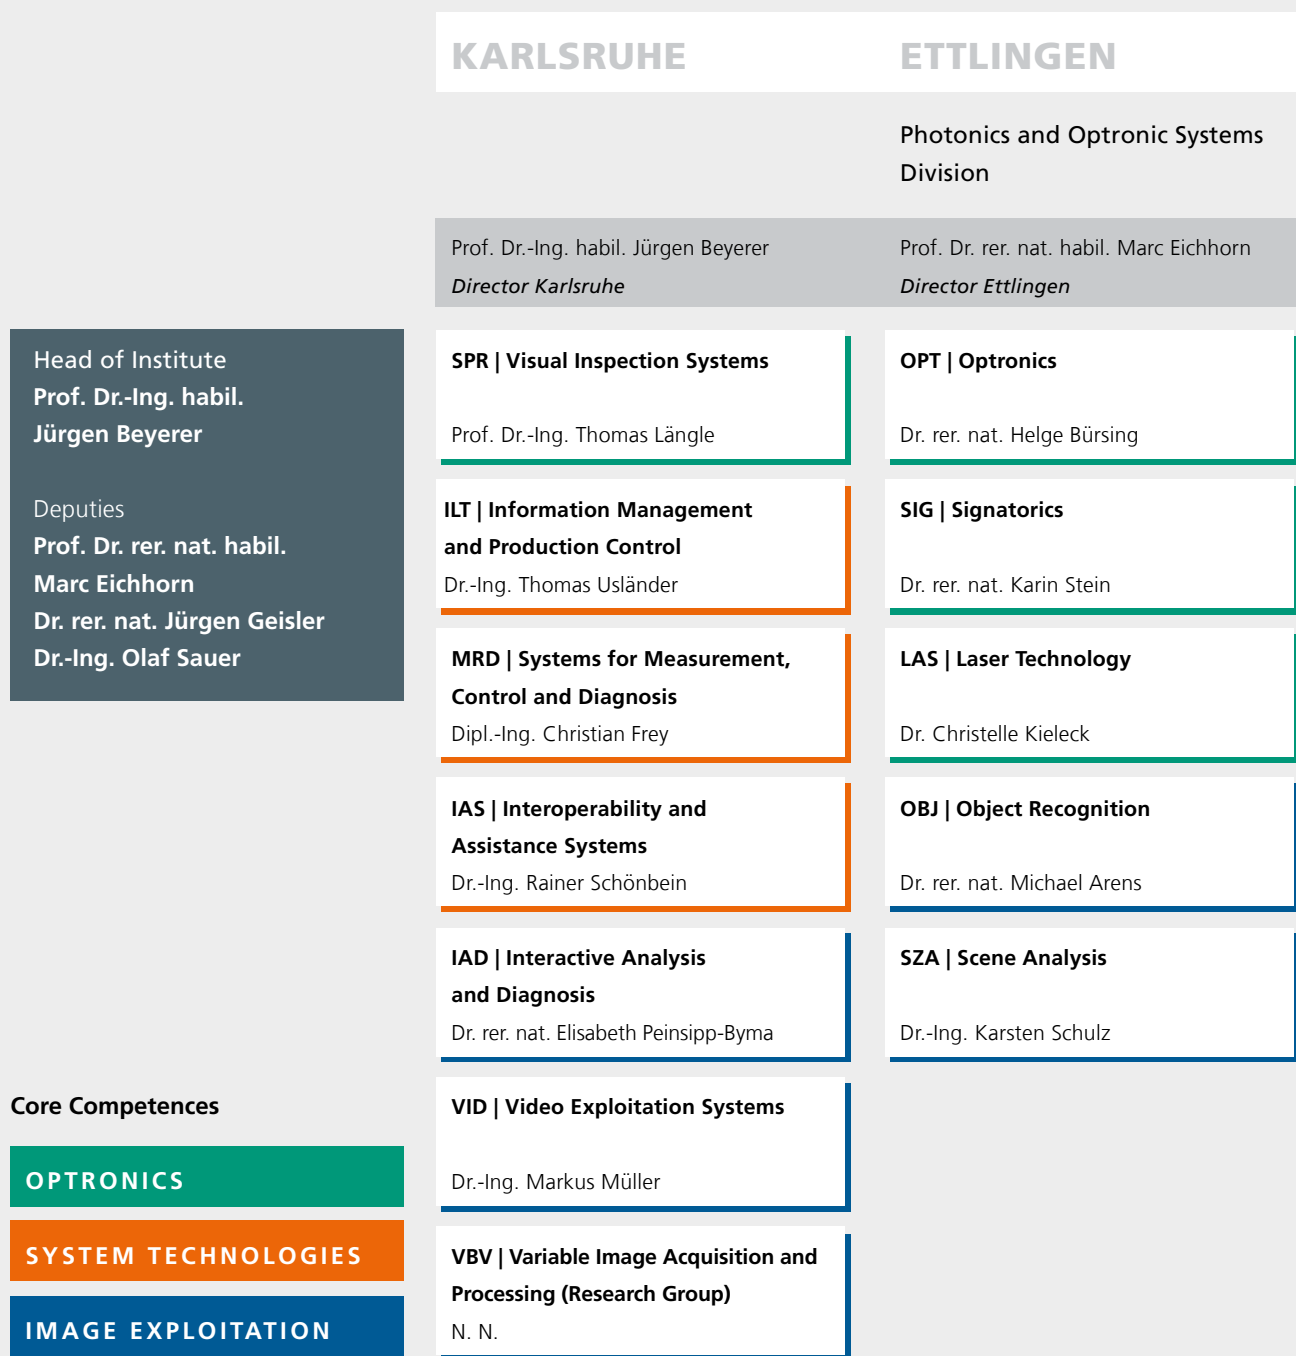 KARLSRUHE
ETTLINGEN
Photonics and Optronic Systems
Division
Prof. Dr.-Ing. habil. Jürgen Beyerer
Director Karlsruhe
Prof. Dr. rer. nat. habil. Marc Eichhorn
Director Ettlingen
Head of Institute
Prof. Dr.-Ing. habil.
Jürgen Beyerer
Deputies
Prof. Dr. rer. nat. habil.
Marc Eichhorn
Dr. rer. nat. Jürgen Geisler
Dr.-Ing. Olaf Sauer
SPR | Visual Inspection Systems
Prof. Dr.-Ing. Thomas Längle
ILT | Information Management
and Production Control
Dr.-Ing. Thomas Usländer
MRD | Systems for Measurement,
Control and Diagnosis
Dipl.-Ing. Christian Frey
IAS | Interoperability and
Assistance Systems
Dr.-Ing. Rainer Schönbein
IAD | Interactive Analysis
and Diagnosis
Dr. rer. nat. Elisabeth Peinsipp-Byma
VID | Video Exploitation Systems
Dr.-Ing. Markus Müller
VBV | Variable Image Acquisition and
Processing (Research Group)
N. N.
OPT | Optronics
Dr. rer. nat. Helge Bürsing
SIG | Signatorics
Dr. rer. nat. Karin Stein
LAS | Laser Technology
Dr. Christelle Kieleck
OBJ | Object Recognition
Dr. rer. nat. Michael Arens
SZA | Scene Analysis
Dr.-Ing. Karsten Schulz
Core Competences
OPTRONICS
SYSTEM TECHNOLOGIES
IMAGE EXPLOITATION